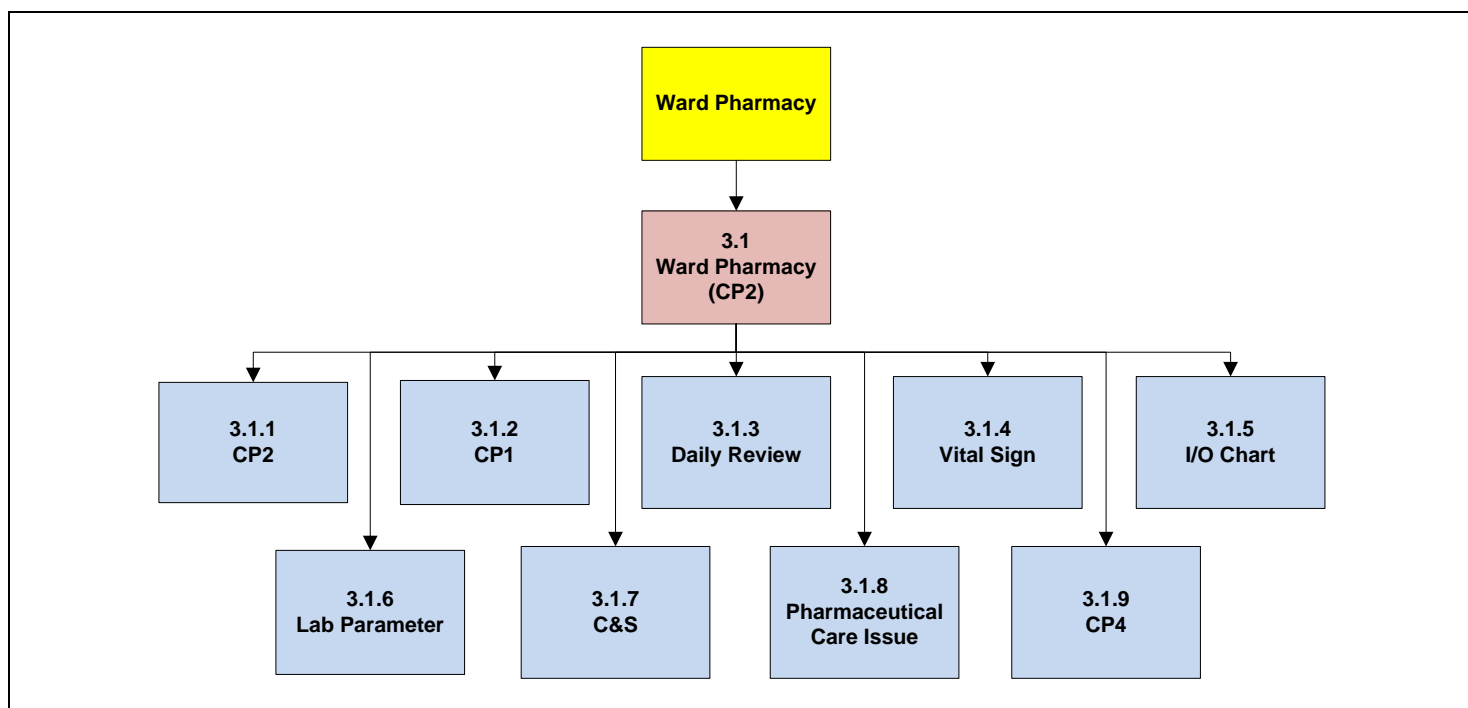 Ward Pharmacy
3.1
Ward Pharmacy
(CP2)
3.1.1
CP2
3.1.2
CP1
3.1.3
Daily Review
3.1.4
Vital Sign
3.1.5
I/O Chart
3.1.6
Lab Parameter
3.1.7
C&S
3.1.8
Pharmaceutical
Care Issue
3.1.9
CP4